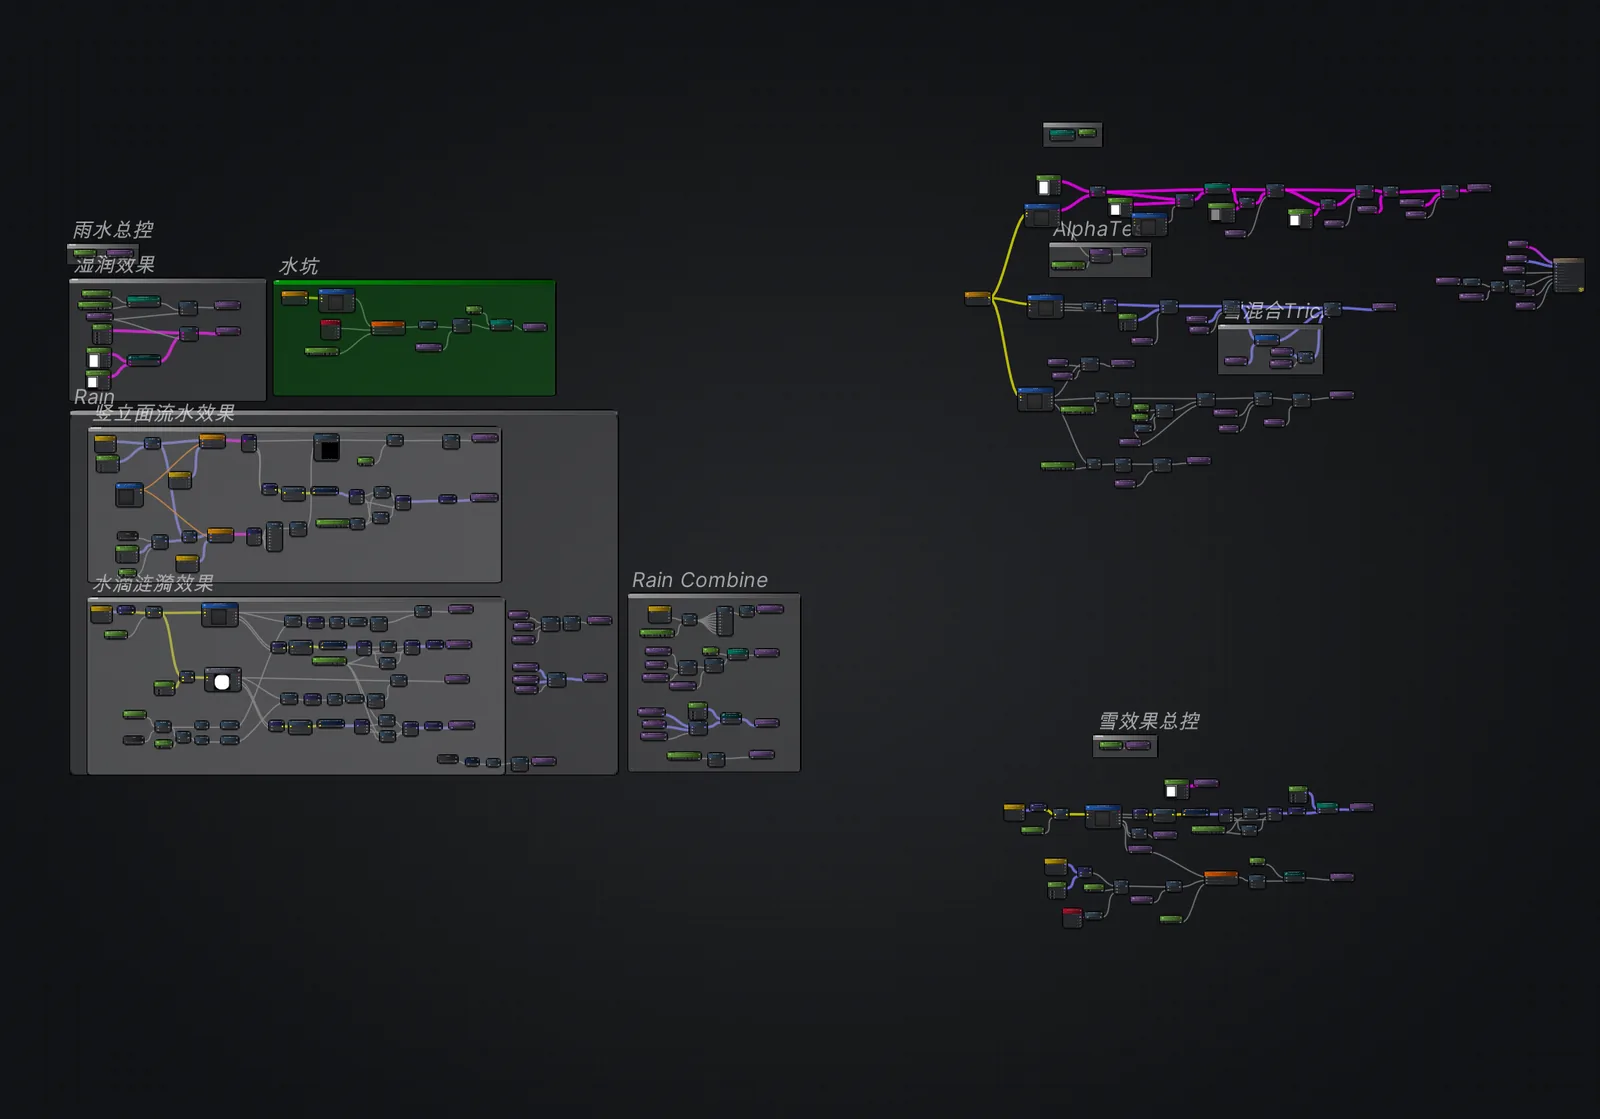 雨水总控
湿润效果
水坑
Rain
竖立面流水效果
水滴涟漪效果
Rain Combine
AlphaTe
混合Tric
雪效果总控